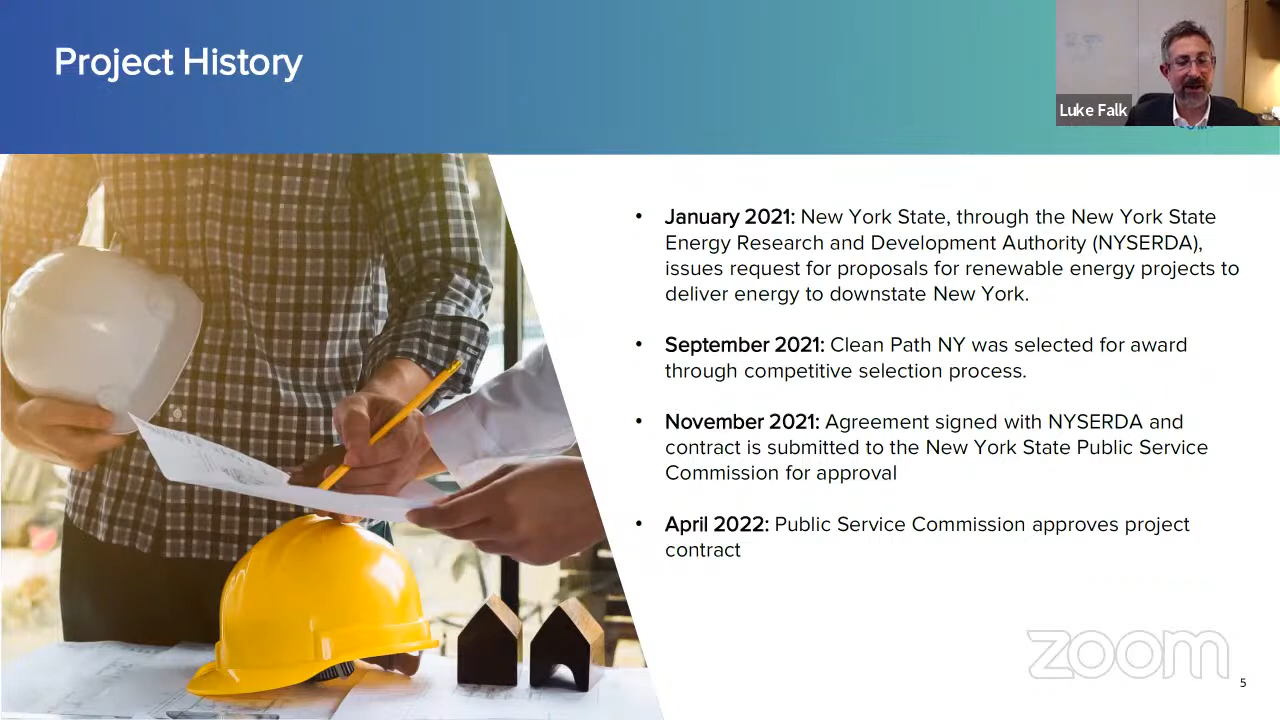 Project History
Luke Falk
• January 2021: New York State, through the New York State
Energy Research and Development Authority (NYSERDA),
issues request for proposals for renewable energy projects to
deliver energy to downstate New York.
• September 2021: Clean Path NY was selected for award
through competitive selection process.
• November 2021: Agreement signed with NYSERDA and
contract is submitted to the New York State Public Service
Commission for approval
• April 2022: Public Service Commission approves project
contract
zoom
5